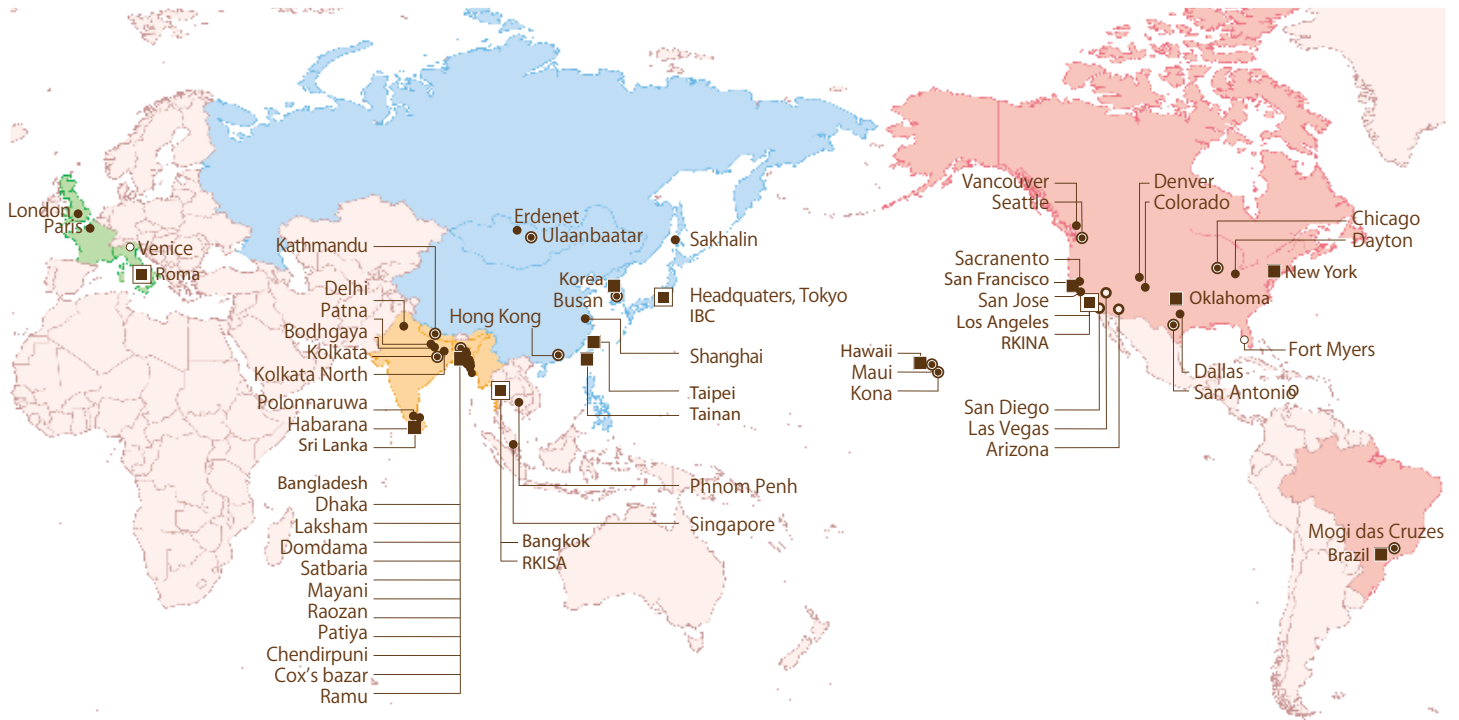 London
Paris
Venice
Roma
Kathmandu
Delhi
Patna
Bodhgaya
Kolkata
Kolkata North
Polonnaruwa
Habarana
Sri Lanka
Bangladesh
Dhaka
Laksham
Domdama
Satbaria
Mayani
Raozan
Patiya
Chendirpuni
Cox's bazar
Ramu
Erdenet
Ulaanbaatar
Sakhalin
Korea
Busan
Headquaters, Tokyo
IBC
Hong Kong
Shanghai
Taipei
Tainan
Phnom Penh
Singapore
Bangkok
RKISA
Hawaii
Maui
Kona
Vancouver
Seattle
Sacranento
San Francisco
San Jose
Los Angeles
RKINA
San Diego
Las Vegas
Arizona
Denver
Colorado
Chicago
Dayton
New York
Oklahoma
Fort Myers
Dallas
San Antonio
Mogi das Cruzes
Brazil